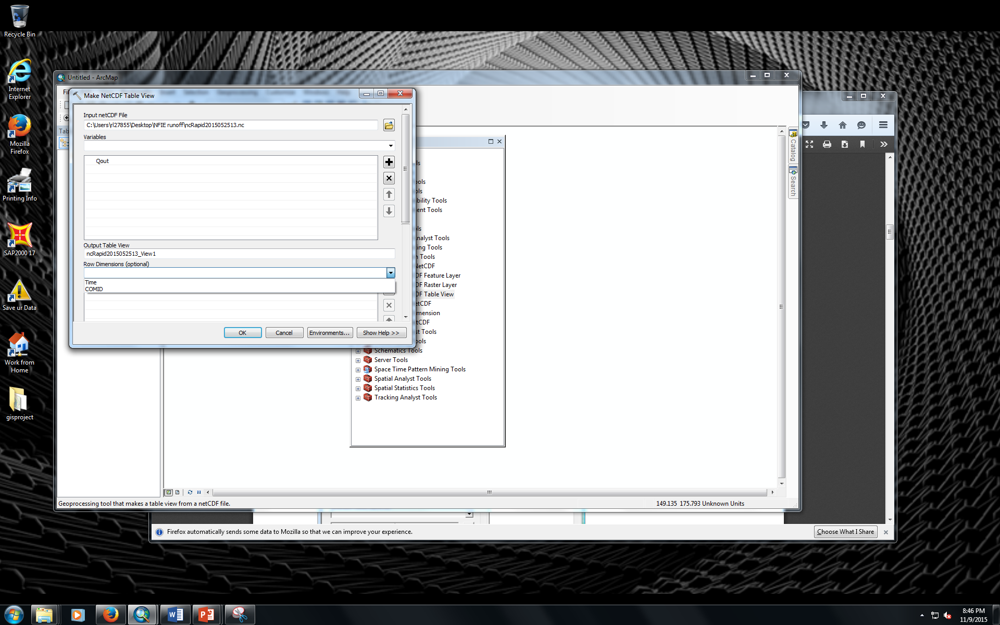 Recycle Bin
Internet
Explorer
Mozilla
Firefox
Printing Info
SAP2000 17
Save ur Data
Work from
Home
gisproject
Untitled - ArcMap
Make NetCDF Table View
Input netCDF File
C:\Users\rl27855\Desktop\NFIE runoff\ncRapid2015052513.nc
Variables
Qout
Output Table View
ncRapid2015052513_View1
Row Dimensions (optional)
Time
COMID
OK
Cancel
Environments...
Show Help >>
bility Tools
ent Tools
nalyst Tools
ing Tools
n Tools
NetCDF
DF Feature Layer
DF Raster Layer
DF Table View
etCDF
mension
tCDF
st Tools
ools
Schematics Tools
Server Tools
Space Time Pattern Mining Tools
Spatial Analyst Tools
Spatial Statistics Tools
Tracking Analyst Tools
Catalog
Search
Geoprocessing tool that makes a table view from a netCDF file.
149.135 175.793 Unknown Units
Firefox automatically sends some data to Mozilla so that we can improve your experience.
Choose What I Share
8:46 PM
11/9/2015